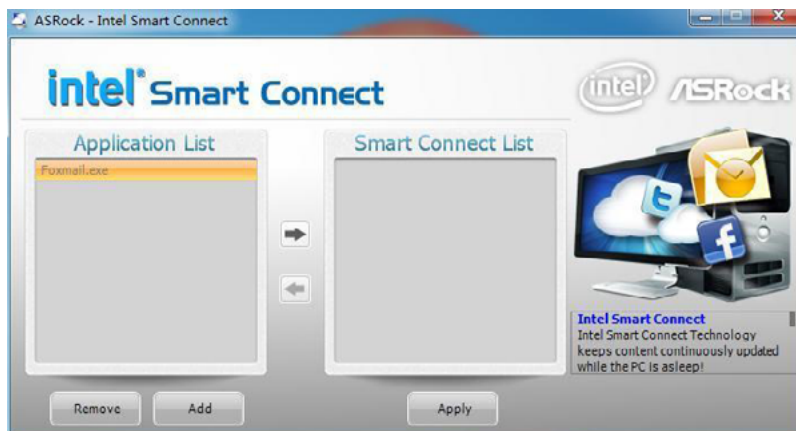 ASRock - Intel Smart Connect
intel® Smart Connect
intel ASRock
Application List
Smart Connect List
Foxmail.exe
Intel Smart Connect
Intel Smart Connect Technology
keeps content continuously updated
while the PC is asleep!
Remove
Add
Apply